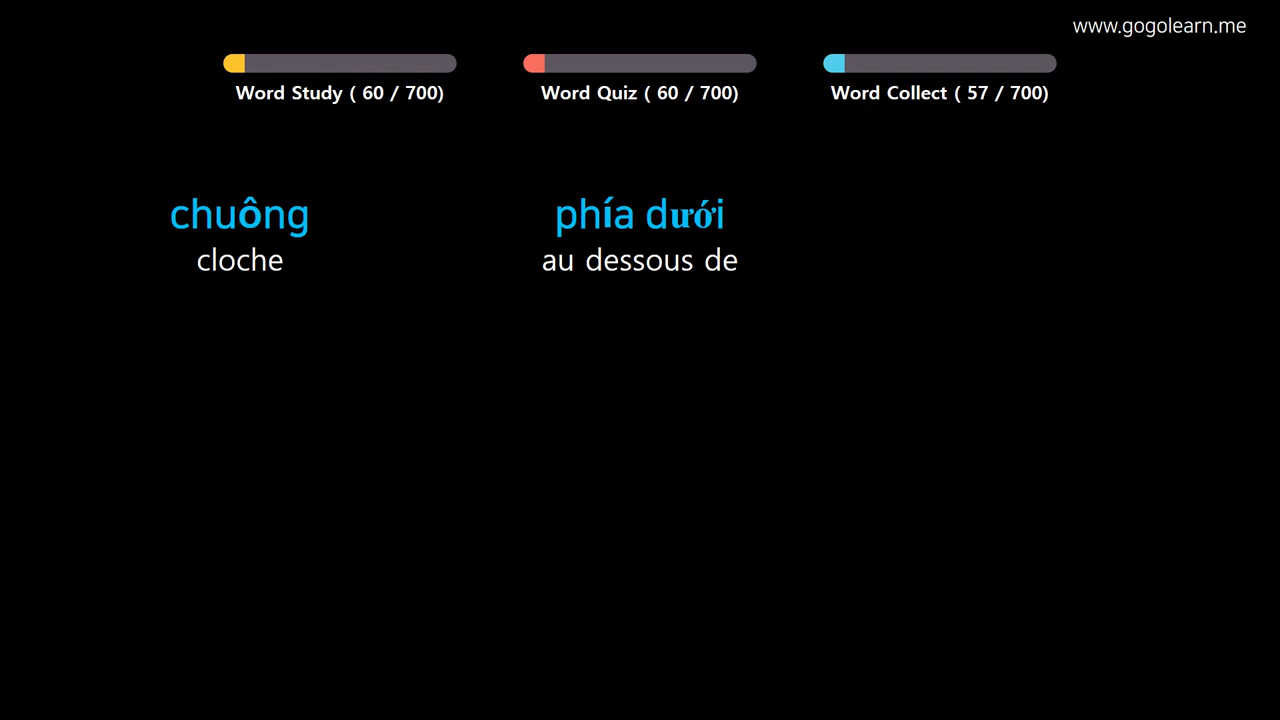 www.gogolearn.me
Word Study ( 60 / 700)
Word Quiz ( 60 / 700)
Word Collect ( 57 / 700)
chuông
cloche
phía dưới
au dessous de